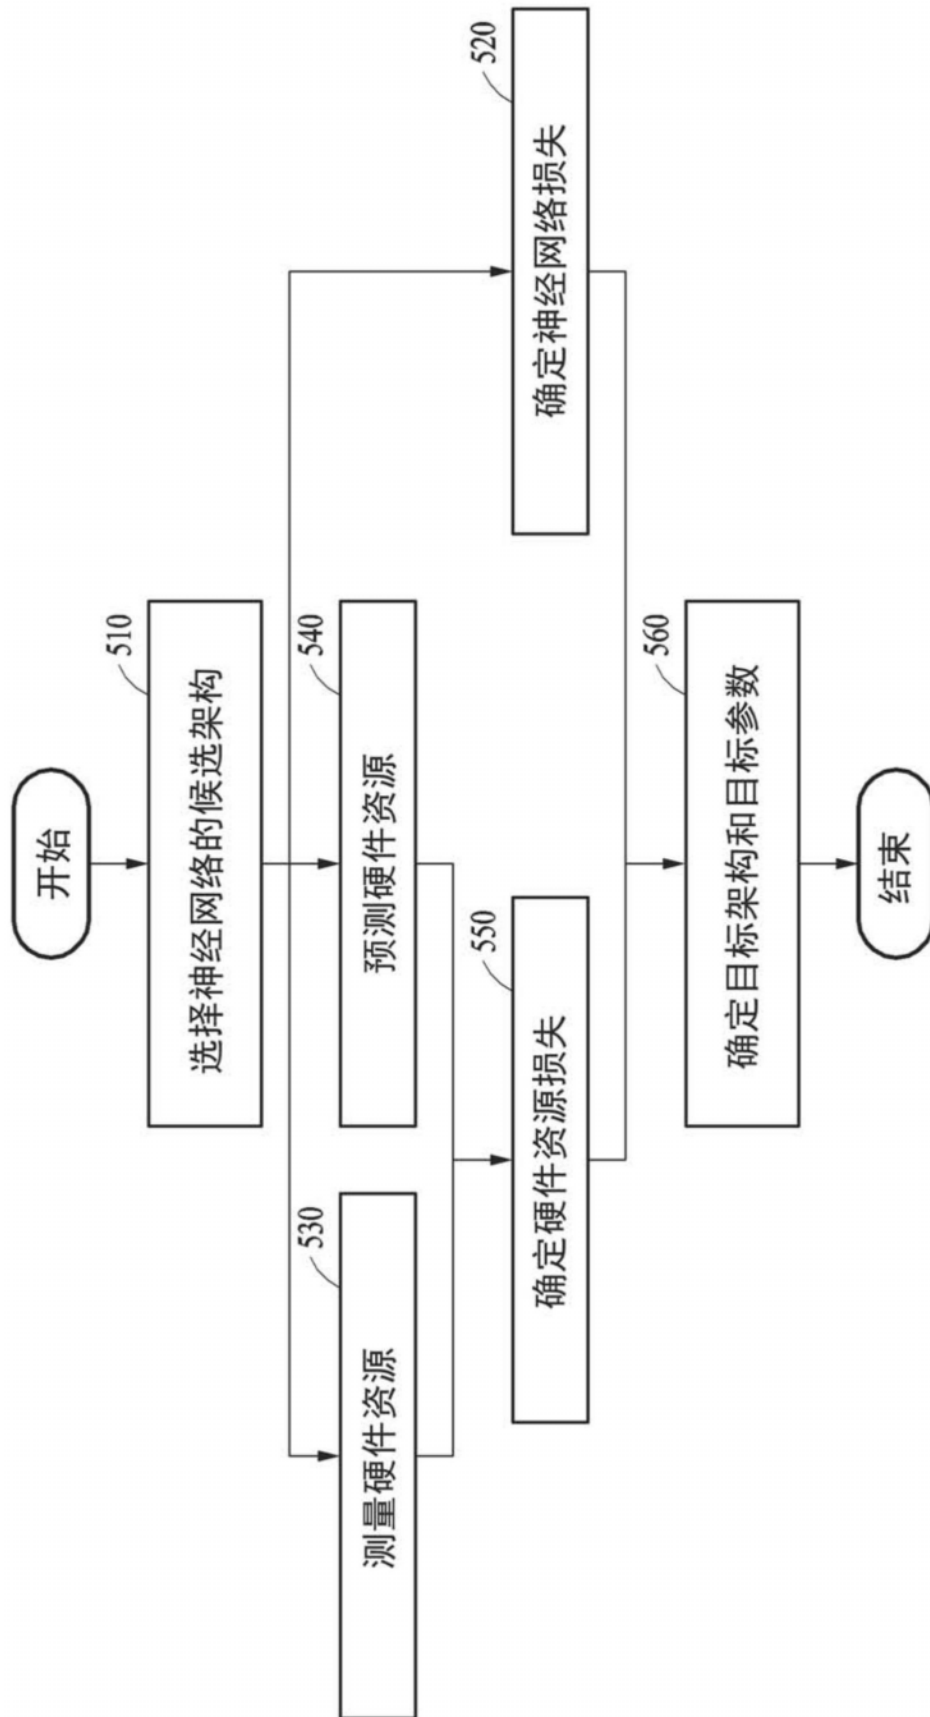 开始
510
选择神经网络的候选架构
530
测量硬件资源
540
预测硬件资源
520
确定神经网络损失
550
确定硬件资源损失
560
确定目标架构和目标参数
结束